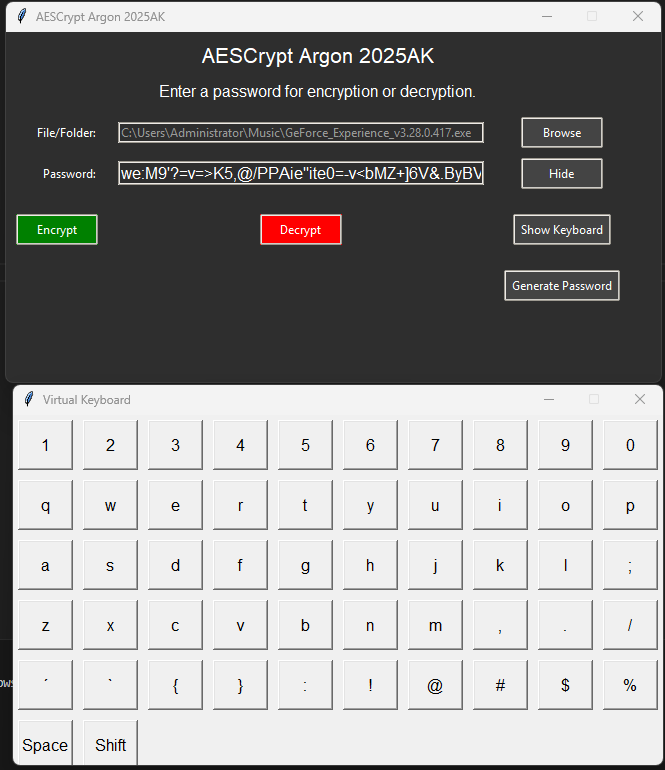 AESCrypt Argon 2025AK
AESCrypt Argon 2025AK
Enter a password for encryption or decryption.
File/Folder: C:\Users\Administrator\Music\GeForce_Experience_v3.28.0.417.exe Browse
Password: we:M9'?=v=>K5,@/PPAie"ite0=-v<bMZ+]6V&.ByBV Hide
Encrypt Decrypt Show Keyboard
Generate Password
Virtual Keyboard
1 2 3 4 5 6 7 8 9 0
q w e r t y u i o p
a s d f g h j k l ;
z x c v b n m , . /
´ ` { } : ! @ # $ %
Space Shift